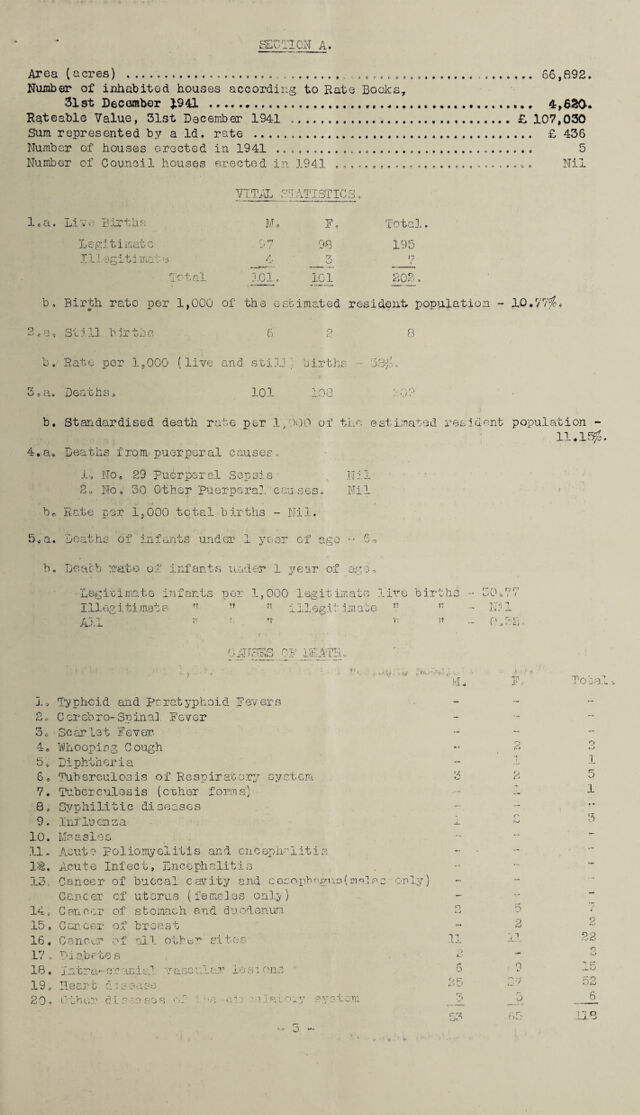 SECTION A.
Area (acres) ........................................ 66,892.
Number of inhabited houses according to Rate Books,
31st December 1941 ........................................ 4,620.
Rateable Value, 31st December 1941 .............................. £ 107,030
Sum represented by a 1d. rate ................................ £ 436
Number of houses erected in 1941 ................................ 5
Number of Council houses erected in 1941 ............................ Nil
VITAL STATISTICS.
1.a. Live Births M. F. Total.
Legitimate 97 98 195
Illegitimate 4 3 7
Total 101. 101 202.
b. Birth rate per 1,000 of the estimated resident population - 10.77%.
2.a. Still births 6 2 8
b. Rate per 1,000 (live and still) births - 38%.
3.a. Deaths. 101 108
b. Standardised death rate per 1,000 of the estimated resident population -
11.15%.
4.a. Deaths from puerperal causes.
1. No. 29 Puerperal Sepsis Nil
2. No. 30 Other Puerperal causes. Nil
b. Rate per 1,000 total births - Nil.
5.a. Deaths of infants under 1 year of age - 6.
b. Death rate of infants under 1 year of age.
Legitimate infants per 1,000 legitimate live births - 30.77
Illegitimate " " " illegitimate " " - Nil
All " " " " " -
CAUSES OF DEATH.
M. F. Total.
1. Typhoid and Paratyphoid Fevers - - -
2. Cerebro-Spinal Fever - - -
3. Scarlet Fever - - -
4. Whooping Cough - 2 2
5. Diphtheria - 1 1
6. Tuberculosis of Respiratory system 3 2 5
7. Tuberculosis (other forms) - 1 1
8. Syphilitic diseases - - -
9. Influenza 1 2 3
10. Measles - - -
11. Acute Poliomyelitis and encephalitis - - -
12. Acute Infect, Encephalitis - - -
13. Cancer of buccal cavity and oesophagus(males only) - - -
Cancer of uterus (females only) - - -
14. Cancer of stomach and duodenum 2 5 7
15. Cancer of breast - 2 2
16. Cancer of all other sites 11 11 22
17. Diabetes 2 - 2
18. Intra-cranial vascular lesions 6 9 15
19. Heart disease 25 27 52
20. Other diseases of the circulatory system 3 3 6
53 65 118
- 3 -